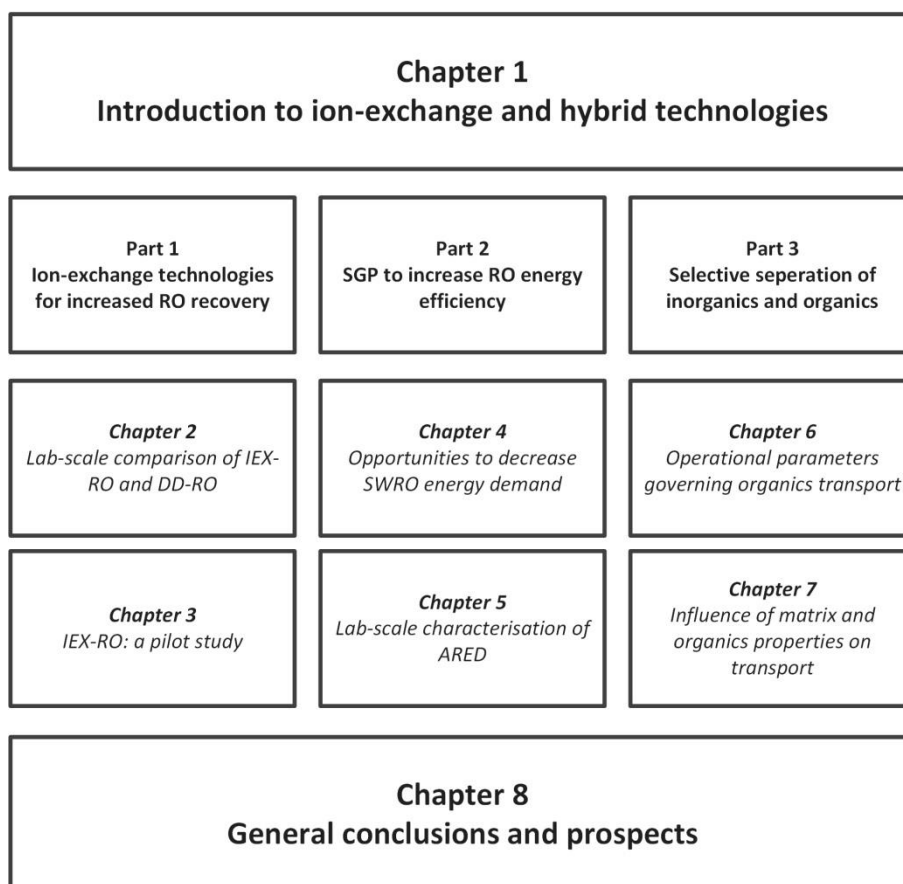 Chapter 1
Introduction to ion-exchange and hybrid technologies
Part 1
Ion-exchange technologies
for increased RO recovery
Part 2
SGP to increase RO energy
efficiency
Part 3
Selective seperation of
inorganics and organics
Chapter 2
Lab-scale comparison of IEX-
RO and DD-RO
Chapter 4
Opportunities to decrease
SWRO energy demand
Chapter 6
Operational parameters
governing organics transport
Chapter 3
IEX-RO: a pilot study
Chapter 5
Lab-scale characterisation of
ARED
Chapter 7
Influence of matrix and
organics properties on
transport
Chapter 8
General conclusions and prospects